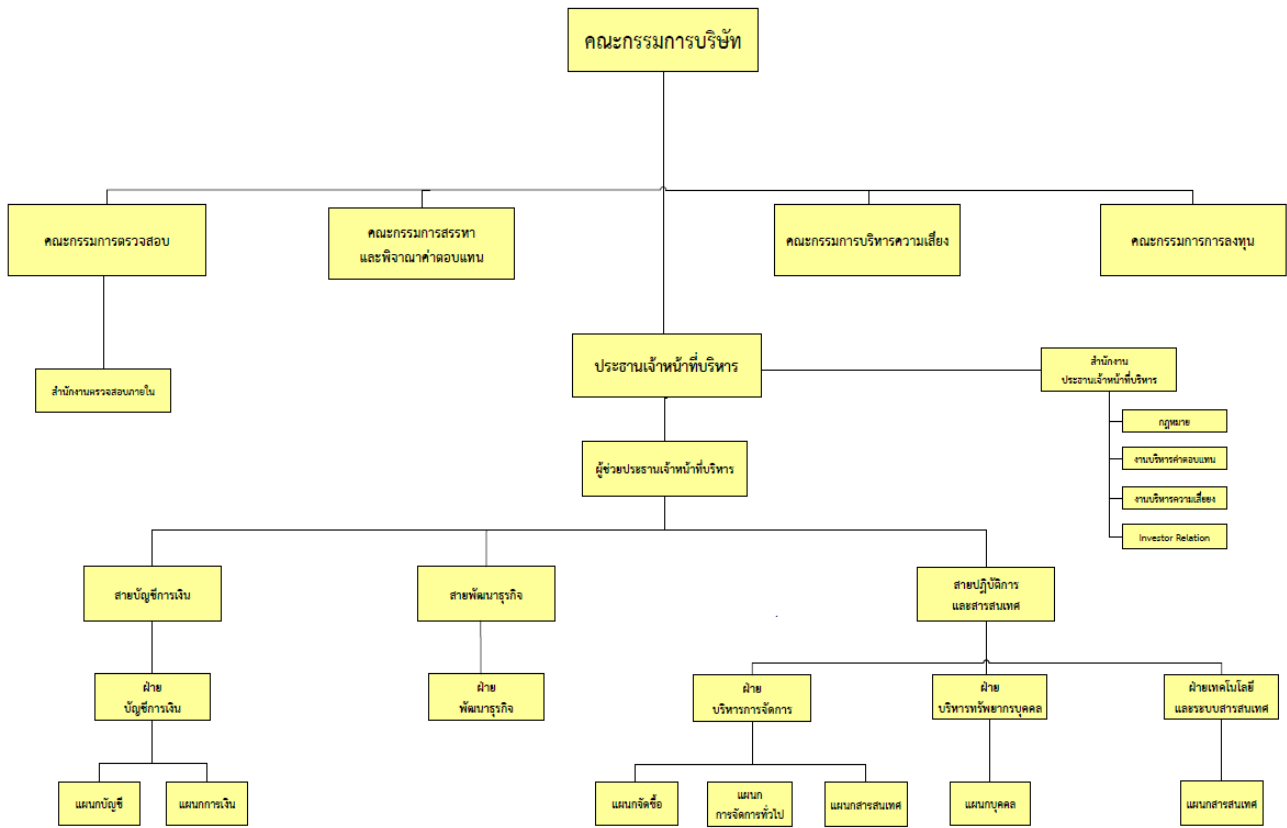 คณะกรรมการบริษัท
คณะกรรมการตรวจสอบ
คณะกรรมการสรรหา
และพิจาณาค่าตอบแทน
คณะกรรมการบริหารความเสี่ยง
คณะกรรมการการลงทุน
สำนักงานตรวจสอบภายใน
ประธานเจ้าหน้าที่บริหาร
สำนักงาน
ประธานเจ้าหน้าที่บริหาร
กฎหมาย
งานบริหารค่าตอบแทน
งานบริหารความเสี่ยยง
Investor Relation
ผู้ช่วยประธานเจ้าหน้าที่บริหาร
สายบัญชีการเงิน
สายพัฒนาธุรกิจ
สายปฏิบัติการ
และสารสนเทศ
ฝ่าย
บัญชีการเงิน
ฝ่าย
พัฒนาธุรกิจ
ฝ่าย
บริหารการจัดการ
ฝ่าย
บริหารทรัพยากรบุคคล
ฝ่ายเทคโนโลยี
และระบบสารสนเทศ
แผนกบัญชี
แผนกการเงิน
แผนกจัดซื้อ
แผนก
การจัดการทั่วไป
แผนกสารสนเทศ
แผนกบุคคล
แผนกสารสนเทศ